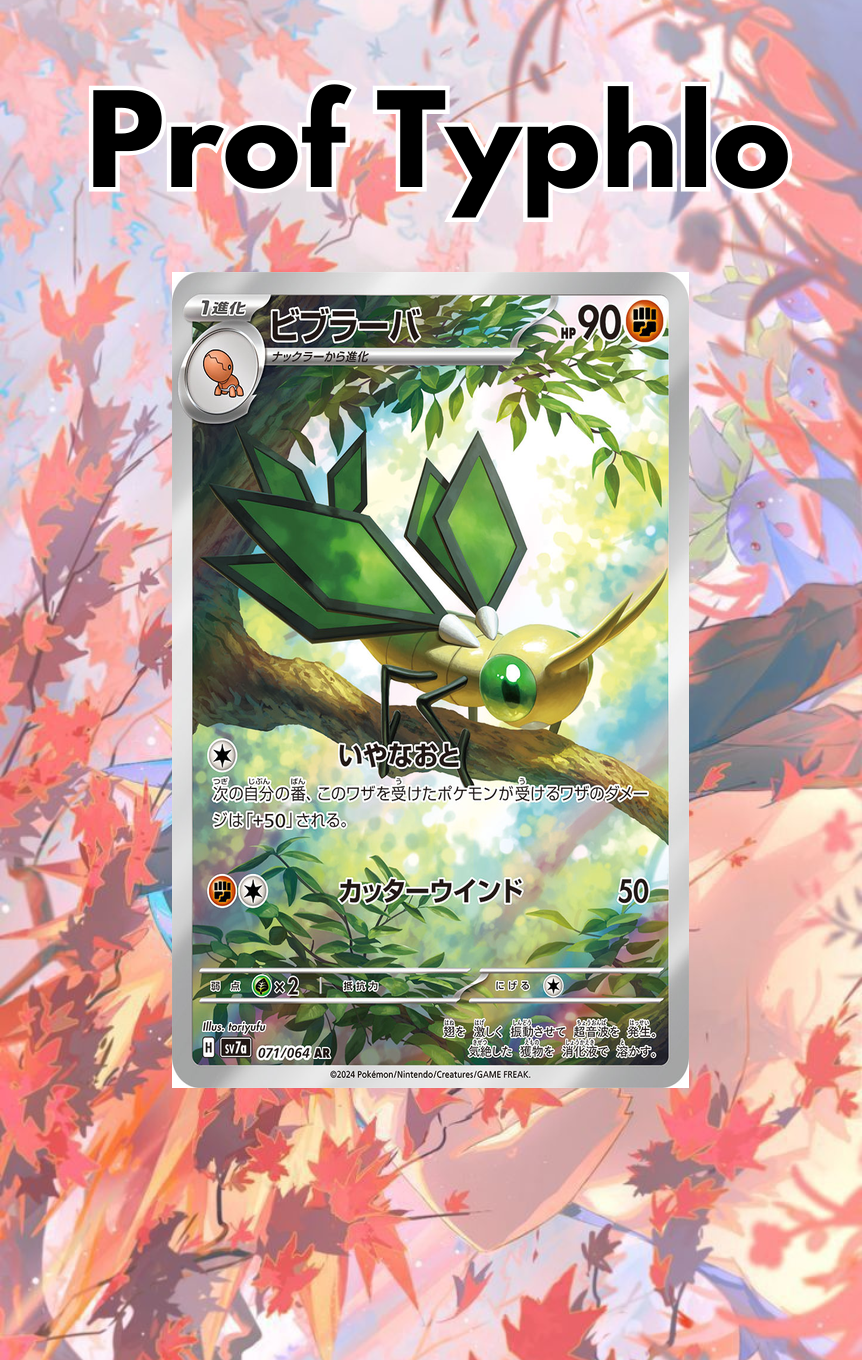 Prof Typhlo
1進化
ビブラーバ
HP 90
ナックラーから進化
いやなおと
次の自分の番、このワザを受けたポケモンが受けるワザのダメー
ジは「+50」される。
カッターウインド 50
弱点 ×2 抵抗力 にげる
Illus. toriyufu
翅を 激しく 振動させて 超音波を 発生。
気絶した 獲物を 消化液で 溶かす。
H sv7a 071/064 AR
©2024 Pokémon/Nintendo/Creatures/GAME FREAK.